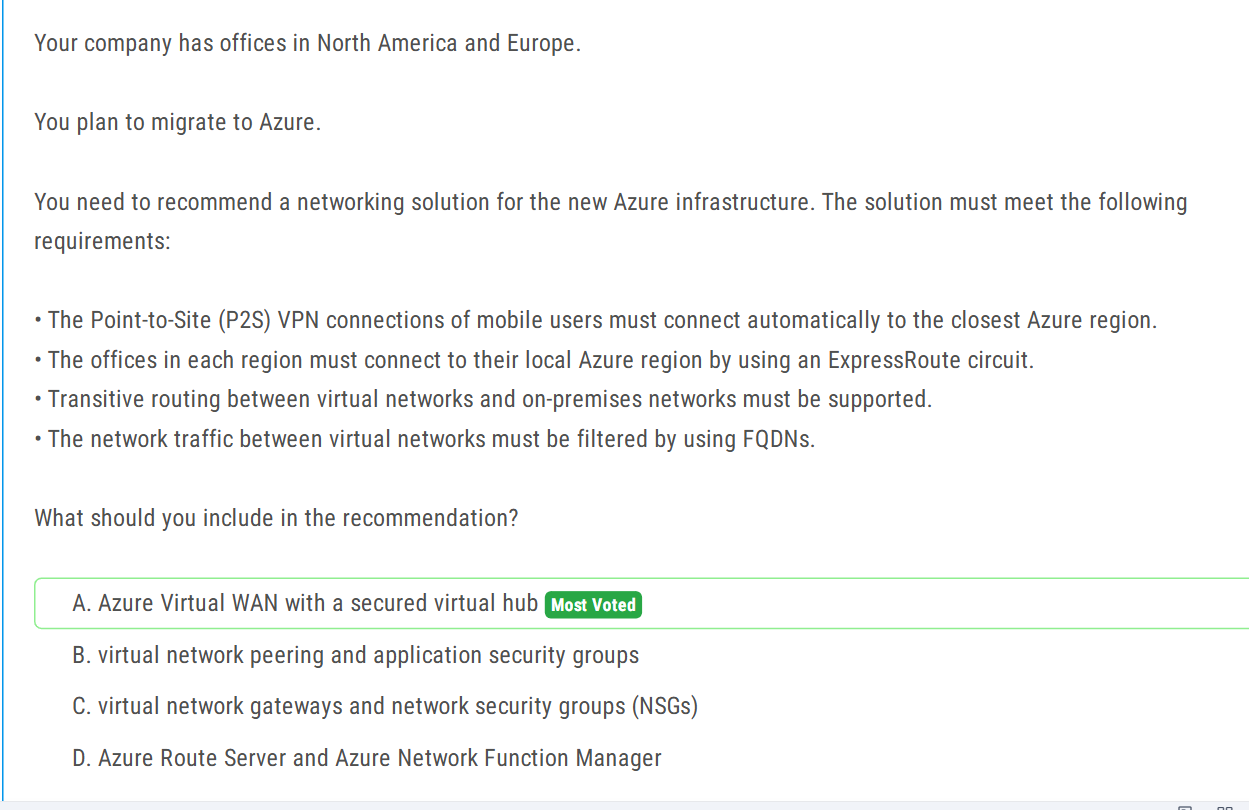 Your company has offices in North America and Europe.
You plan to migrate to Azure.
You need to recommend a networking solution for the new Azure infrastructure. The solution must meet the following
requirements:
• The Point-to-Site (P2S) VPN connections of mobile users must connect automatically to the closest Azure region.
• The offices in each region must connect to their local Azure region by using an ExpressRoute circuit.
• Transitive routing between virtual networks and on-premises networks must be supported.
• The network traffic between virtual networks must be filtered by using FQDNs.
What should you include in the recommendation?
A. Azure Virtual WAN with a secured virtual hub Most Voted
B. virtual network peering and application security groups
C. virtual network gateways and network security groups (NSGs)
D. Azure Route Server and Azure Network Function Manager